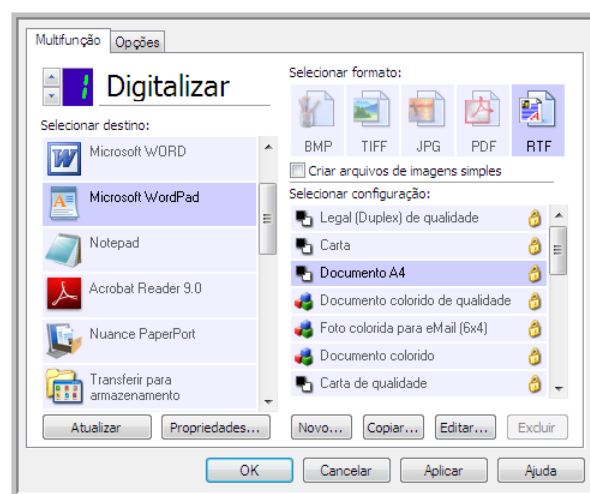 Multifunção
Opções
1 Digitalizar
Selecionar destino:
Microsoft WORD
Microsoft WordPad
Notepad
Acrobat Reader 9.0
Nuance PaperPort
Transferir para
armazenamento
Atualizar
Propriedades...
Selecionar formato:
BMP
TIFF
JPG
PDF
RTF
Criar arquivos de imagens simples
Selecionar configuração:
Legal (Duplex) de qualidade
Carta
Documento A4
Documento colorido de qualidade
Foto colorida para eMail (6x4)
Documento colorido
Carta de qualidade
Novo...
Copiar...
Editar...
Excluir
OK
Cancelar
Aplicar
Ajuda